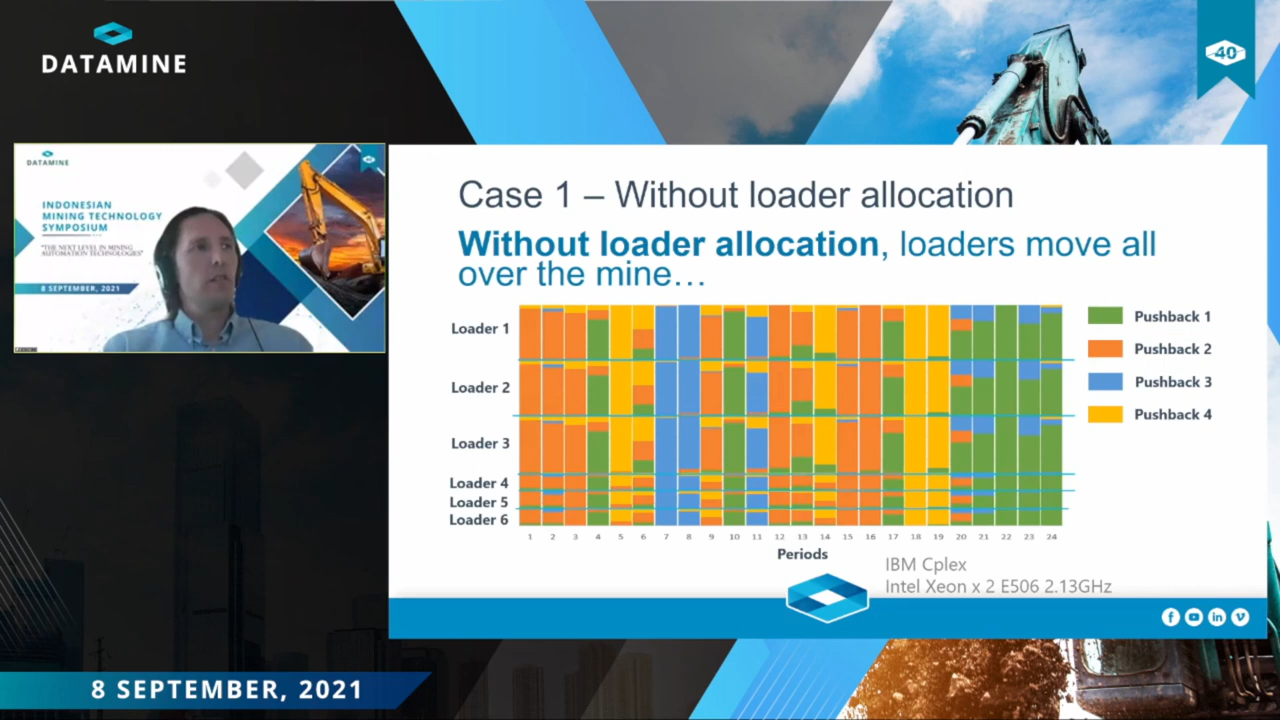 DATAMINE
40
DATAMINE
INDONESIAN
MINING TECHNOLOGY
SYMPOSIUM
"THE NEXT LEVEL IN MINING
AUTOMATION TECHNOLOGIES"
8 SEPTEMBER, 2021
Case 1 – Without loader allocation
Without loader allocation, loaders move all
over the mine…
Loader 1
Loader 2
Loader 3
Loader 4
Loader 5
Loader 6
1 2 3 4 5 6 7 8 9 10 11 12 13 14 15 16 17 18 19 20 21 22 23 24
Periods
Pushback 1
Pushback 2
Pushback 3
Pushback 4
IBM Cplex
Intel Xeon x 2 E506 2.13GHz
8 SEPTEMBER, 2021